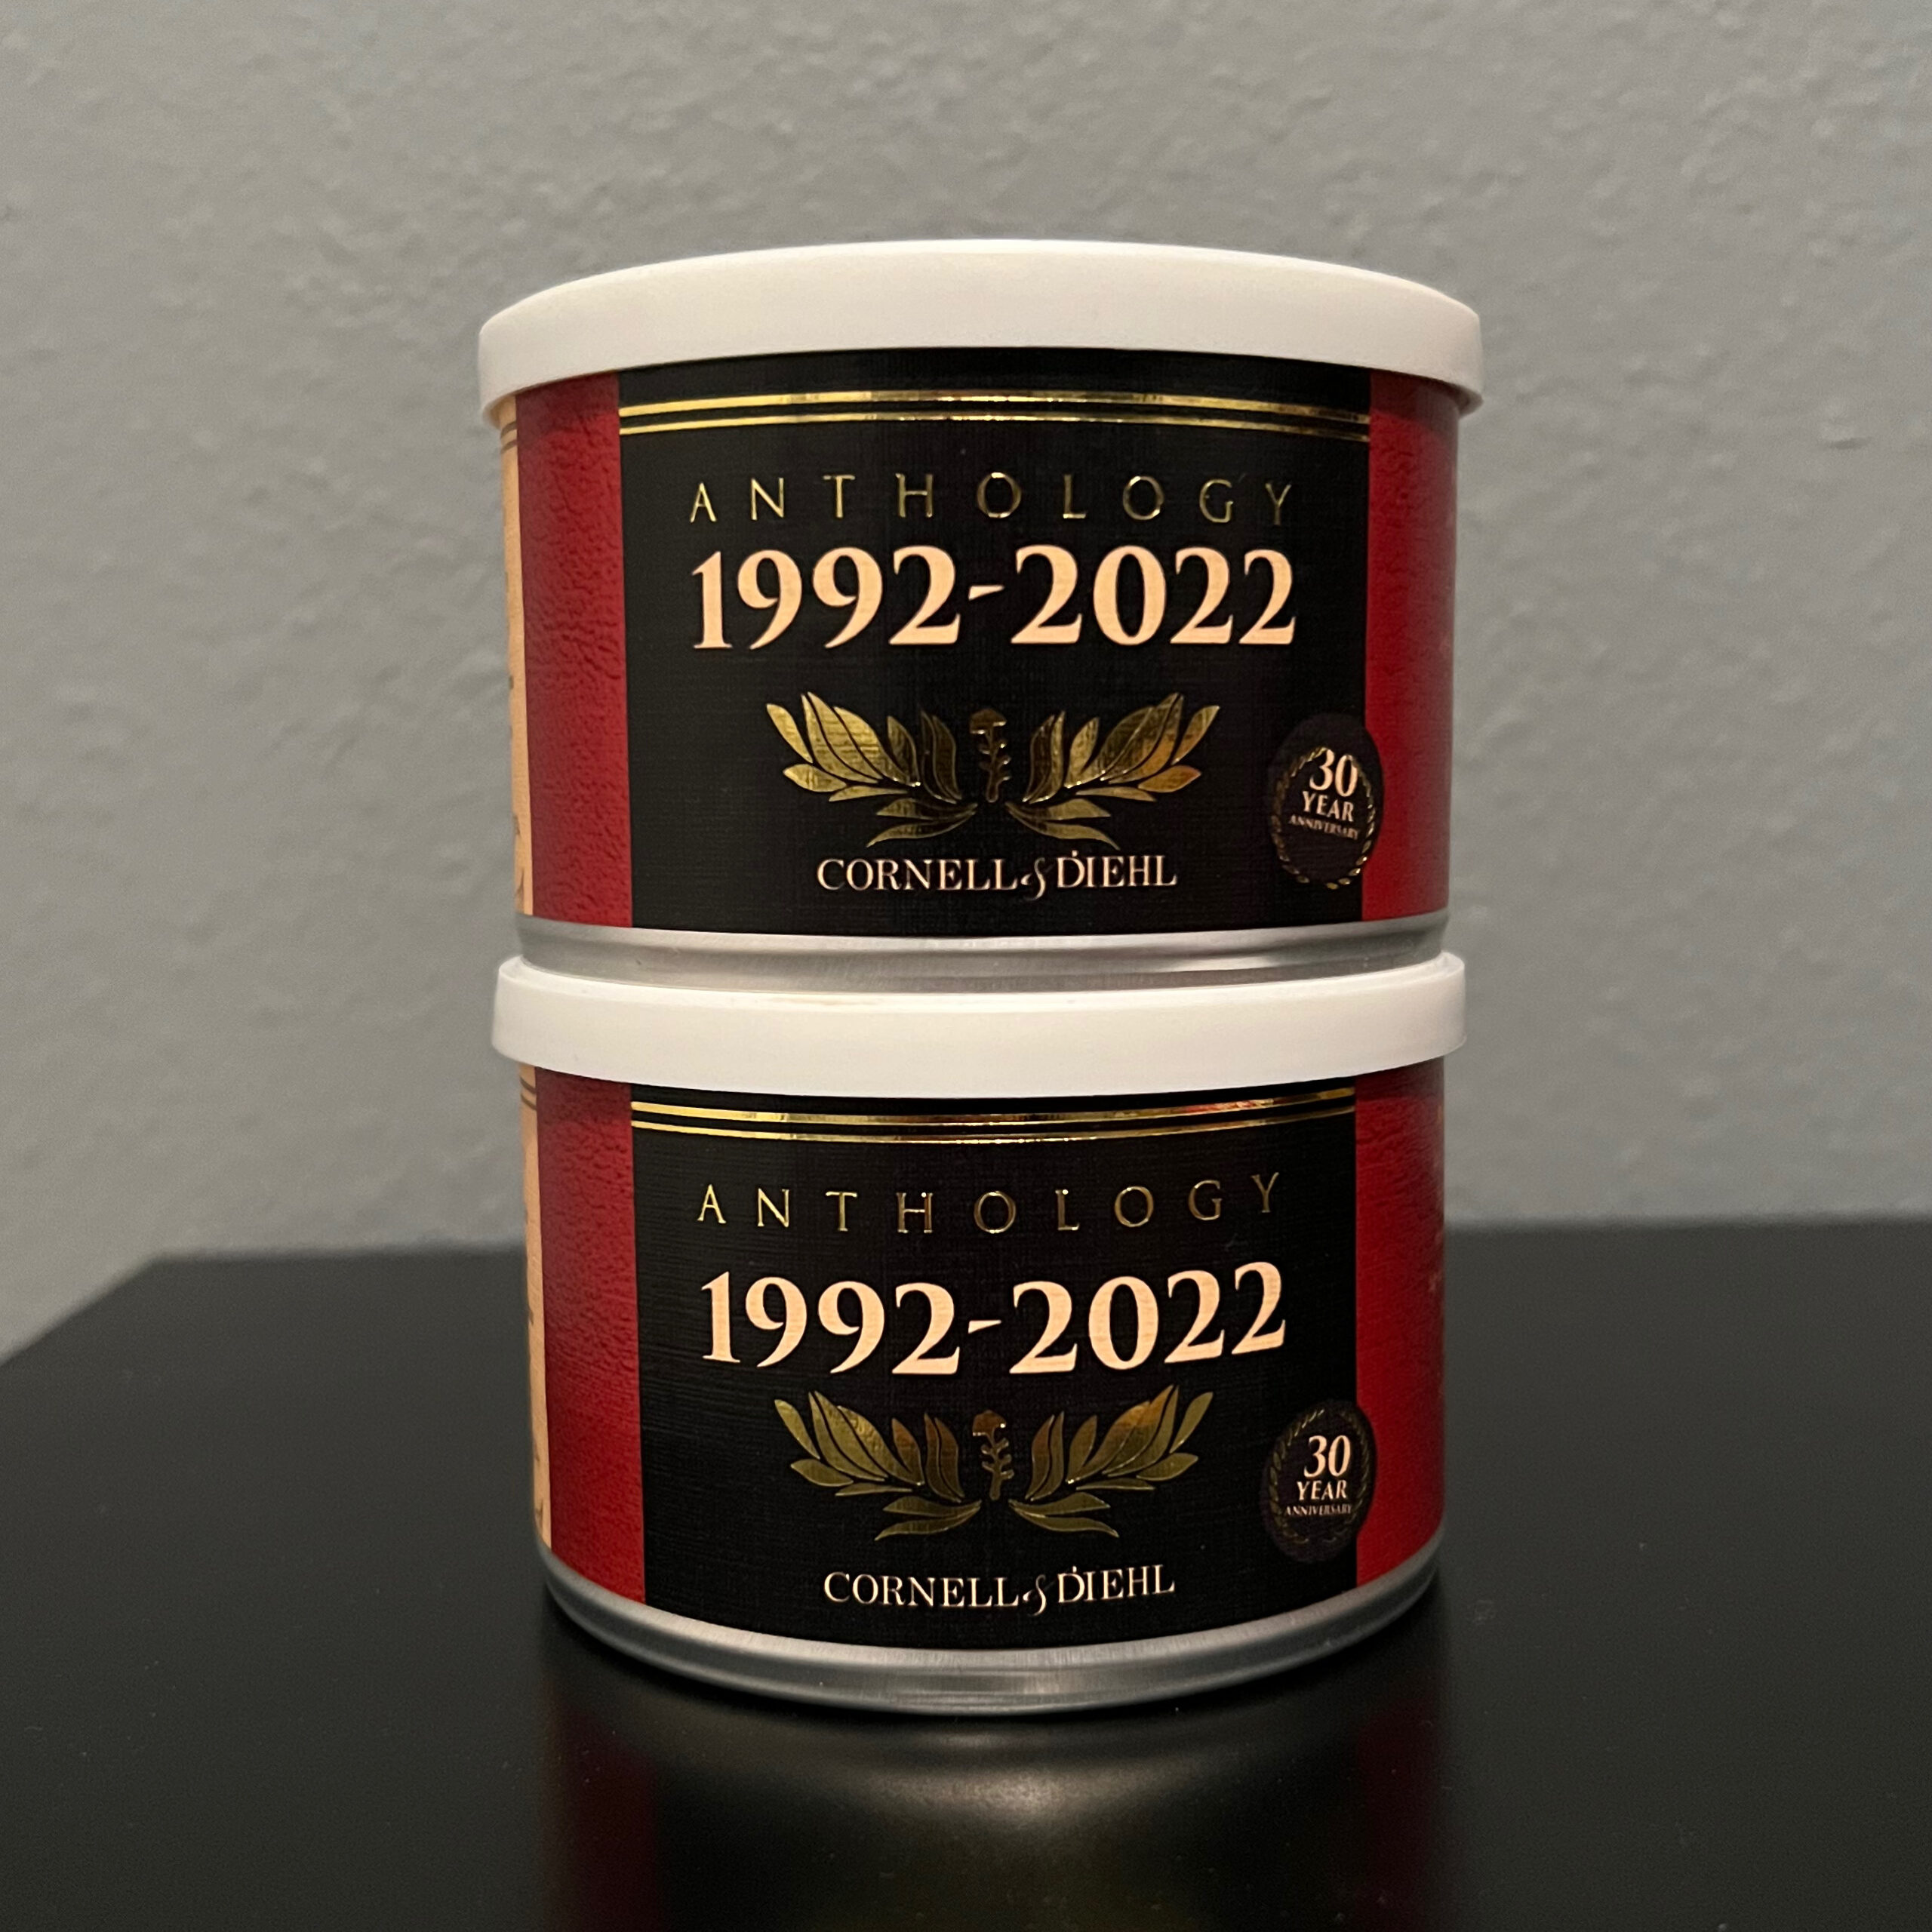 ANTHOLOGY
1992-2022
30
YEAR
ANNIVERSARY
CORNELL & DIEHL
ANTHOLOGY
1992-2022
30
YEAR
ANNIVERSARY
CORNELL & DIEHL